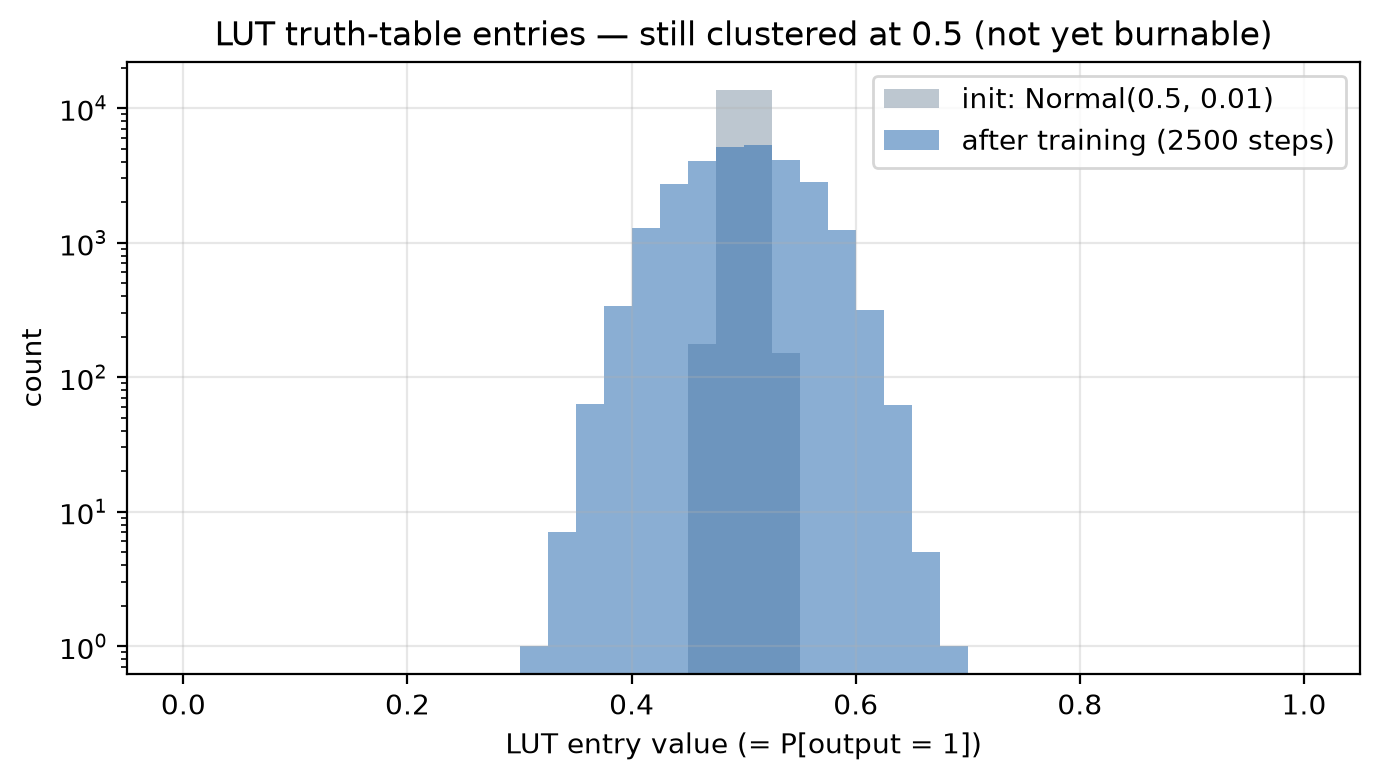 LUT truth-table entries — still clustered at 0.5 (not yet burnable)
init: Normal(0.5, 0.01)
after training (2500 steps)
count
10⁴
10³
10²
10¹
10⁰
0.0 0.2 0.4 0.6 0.8 1.0
LUT entry value (= P[output = 1])